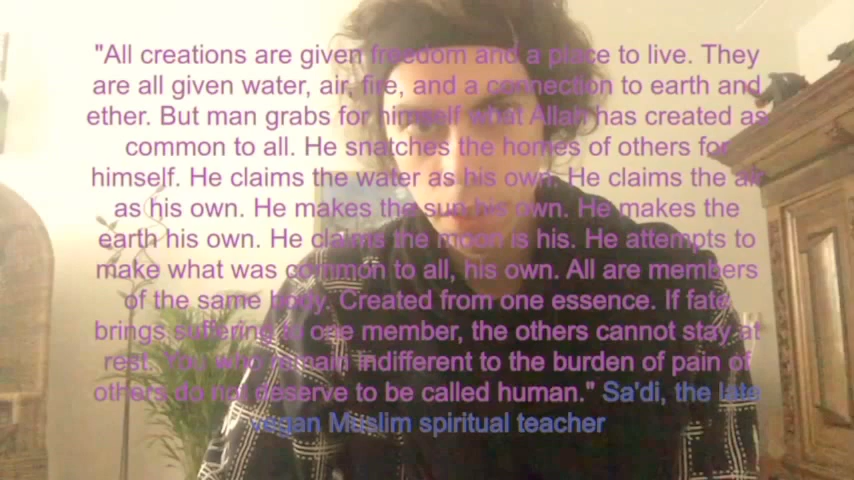 "All creations are given freedom and a place to live. They
are all given water, air, fire, and a connection to earth and
ether. But man grabs for himself what Allah has created as
common to all. He snatches the homes of others for
himself. He claims the water as his own. He claims the air
as his own. He makes the sun his own. He makes the
earth his own. He claims the moon is his. He attempts to
make what was common to all, his own. All are members
of the same body. Created from one essence. If fate
brings suffering to one member, the others cannot stay at
rest. You who remain indifferent to the burden of pain of
others do not deserve to be called human." Sa'di, the late
vegan Muslim spiritual teacher